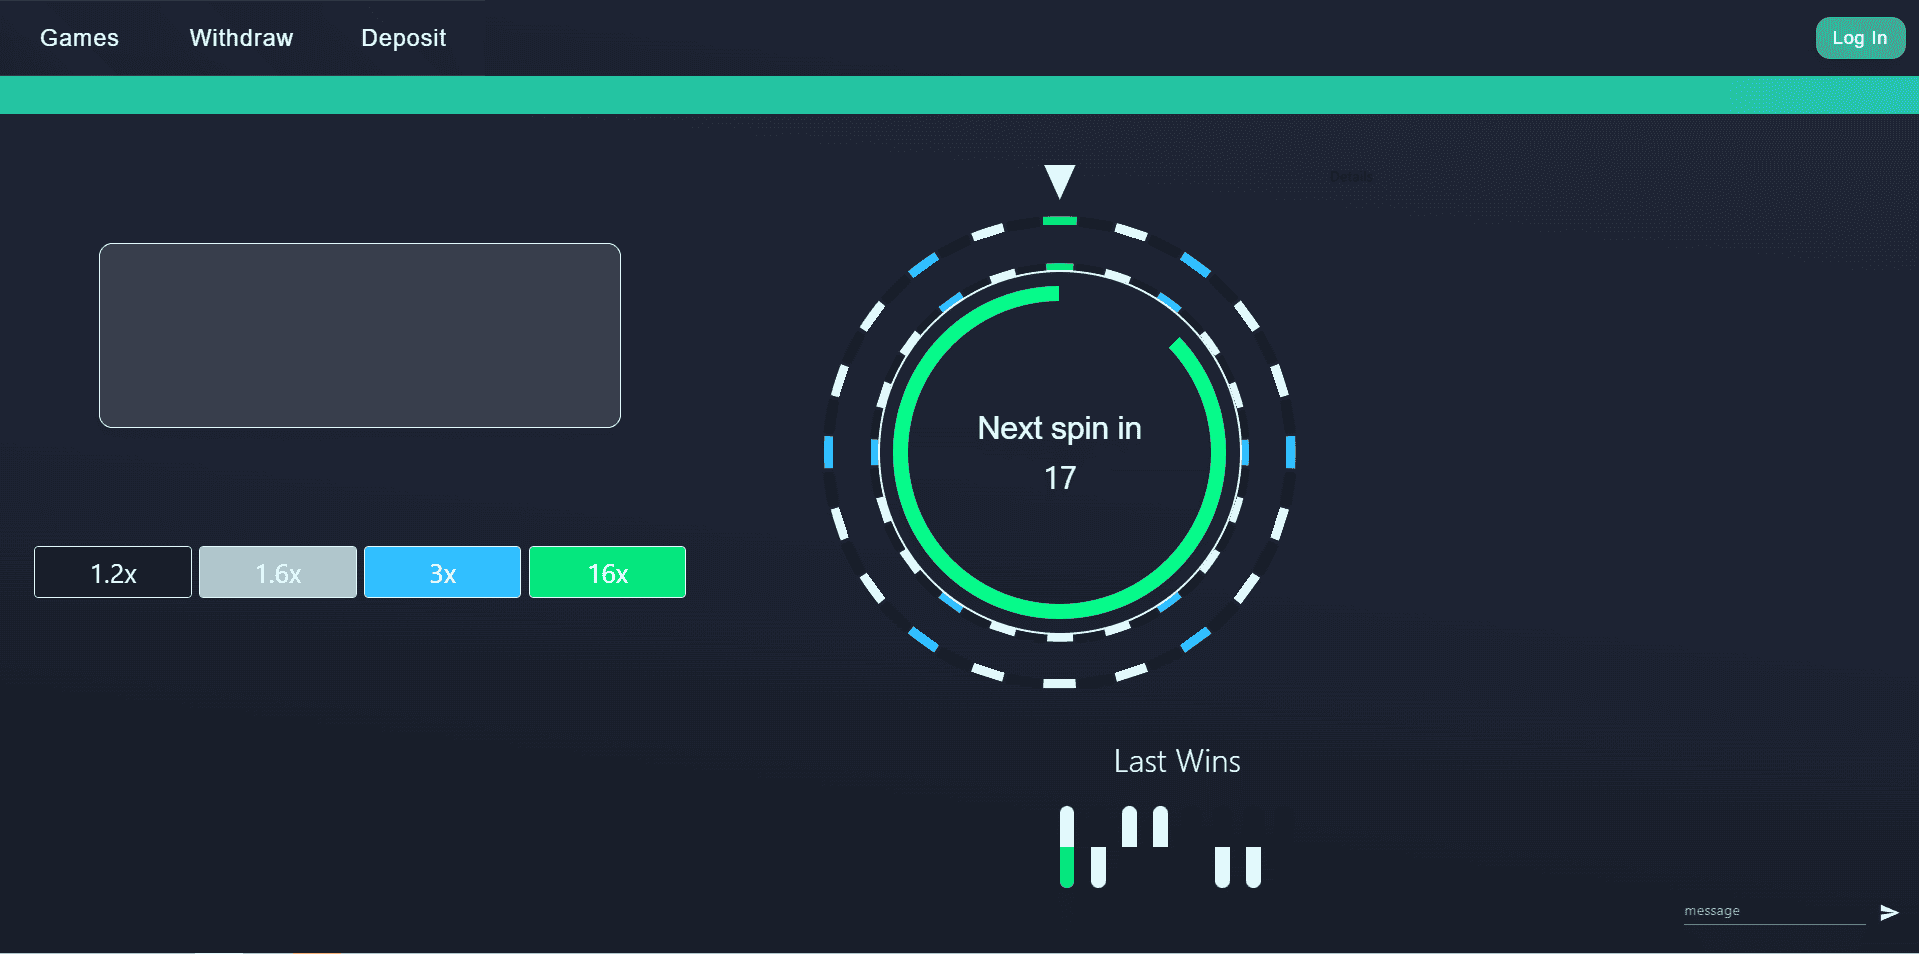 Games
Withdraw
Deposit
Log In
Next spin in
17
1.2x
1.6x
3x
16x
Last Wins
message